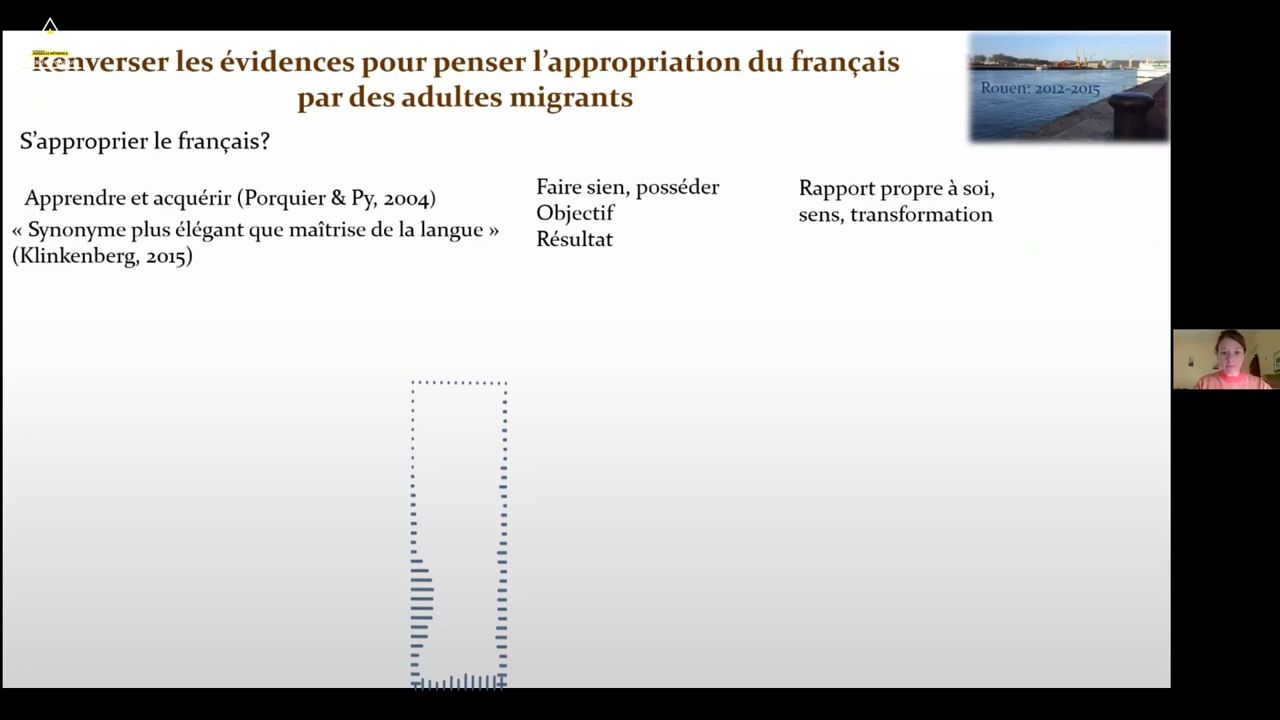 Renverser les évidences pour penser l’appropriation du français
par des adultes migrants
Rouen: 2012-2015
S’approprier le français?
Apprendre et acquérir (Porquier & Py, 2004)
« Synonyme plus élégant que maîtrise de la langue »
(Klinkenberg, 2015)
Faire sien, posséder
Objectif
Résultat
Rapport propre à soi,
sens, transformation